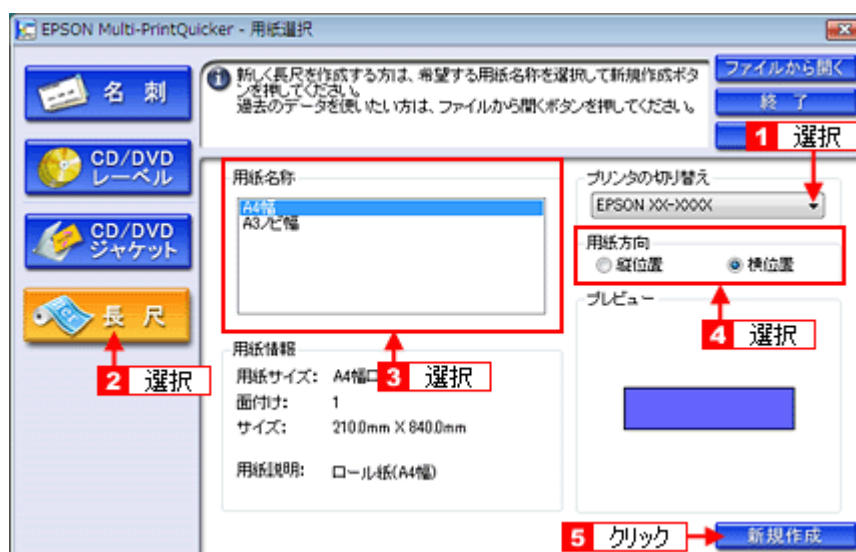 EPSON Multi-PrintQuicker - 用紙選択
名 刺
CD/DVD
レーベル
CD/DVD
ジャケット
長 尺
2 選択
新しく長尺を作成する方は、希望する用紙名称を選択して新規作成ボタ
ンを押してください。
過去のデータを使いたい方は、ファイルから開くボタンを押してください。
ファイルから開く
終 了
1 選択
用紙名称
A4幅
A3ノビ幅
3 選択
プリンタの切り替え
EPSON XX-XXXX
用紙方向
縦位置 横位置
4 選択
用紙情報
用紙サイズ: A4幅
面付け: 1
サイズ: 210.0mm X 840.0mm
用紙説明: ロール紙(A4幅)
プレビュー
5 クリック
新規作成